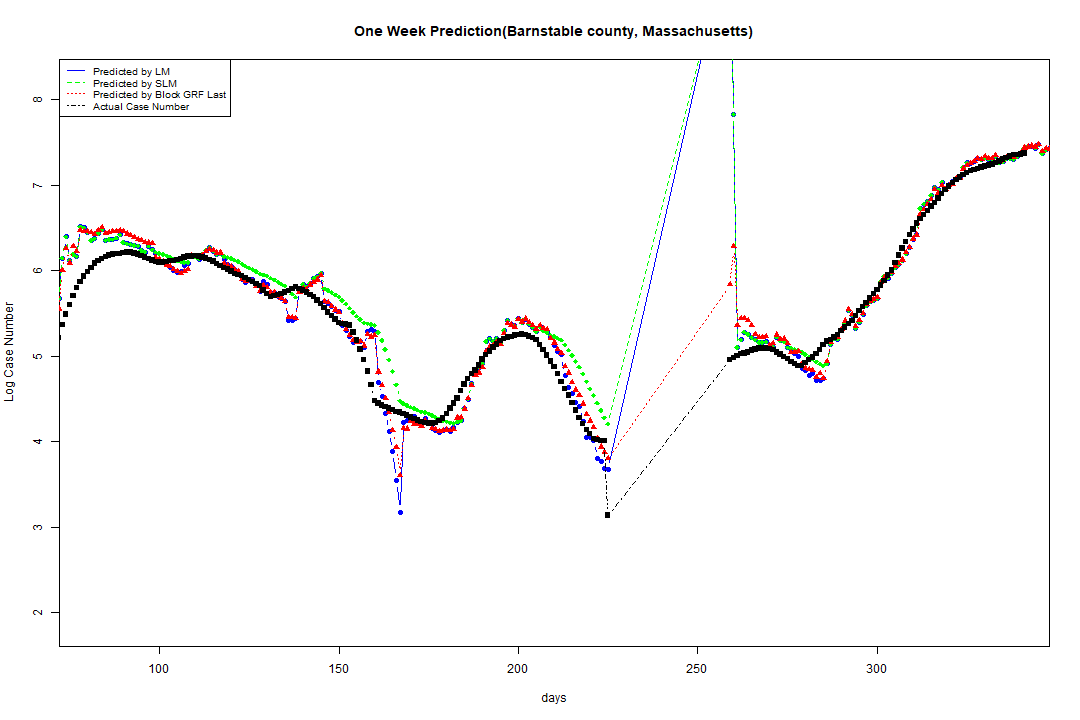 One Week Prediction(Barnstable county, Massachusetts)
Predicted by LM
Predicted by SLM
Predicted by Block GRF Last
Actual Case Number
8
7
6
5
4
3
2
Log Case Number
100 150 200 250 300
days